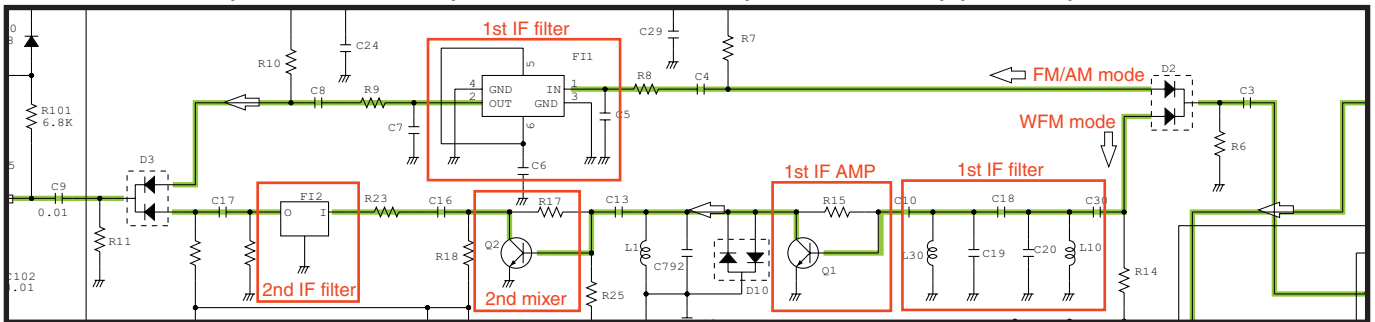 1st IF filter
C29
R7
C24
R10
FI1
5
4
GND
IN
1
2
OUT
GND
3
6
R8
C4
FM/AM mode
D2
C3
WFM mode
R6
R101
6.8K
C8
R9
C7
C5
C6
D3
C9
0.01
R11
C17
FI2
O
I
2nd IF filter
R23
C16
R18
Q2
R17
2nd mixer
C13
R25
L1
C792
D10
1st IF AMP
R15
Q1
1st IF filter
C10
C18
C30
L30
C19
C20
L10
R14
C102
0.01